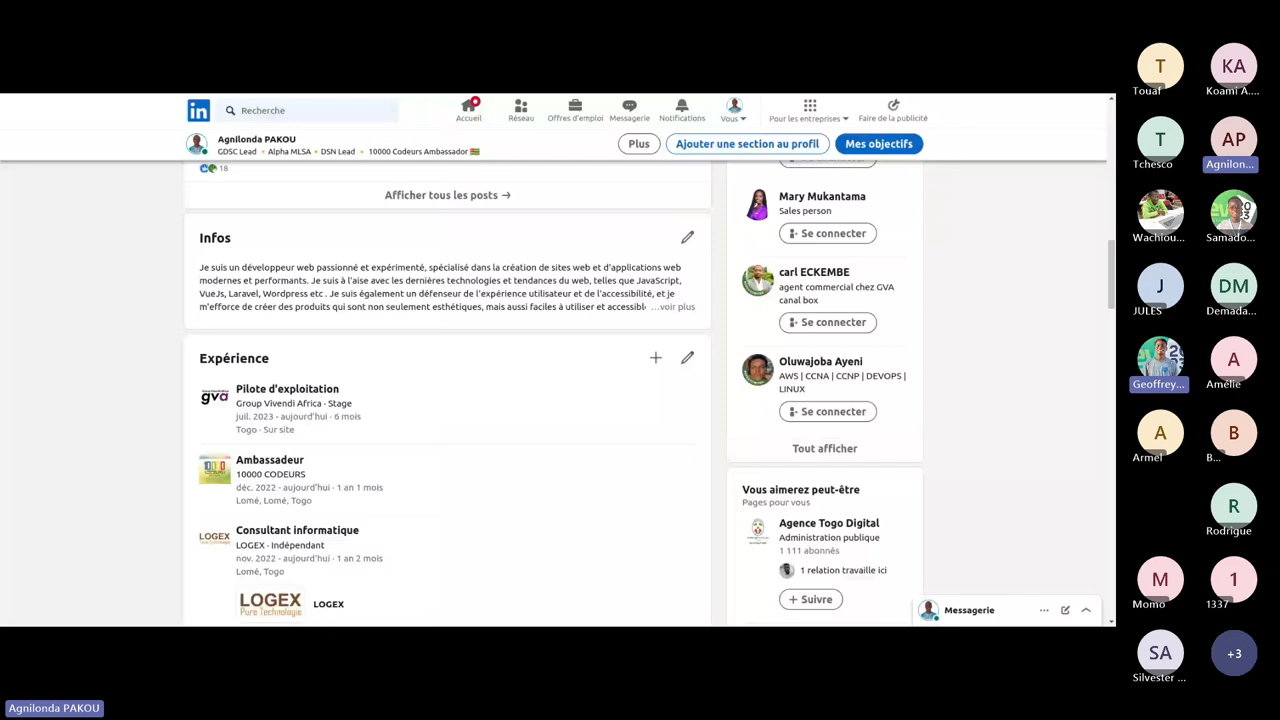 Recherche
Accueil
Réseau
Offres d'emploi
Messagerie
Notifications
Vous
Pour les entreprises
Faire de la publicité
Agnilonda PAKOU
GDSC Lead Alpha MLSA DSN Lead 10000 Codeurs Ambassador
Plus
Ajouter une section au profil
Mes objectifs
18
Afficher tous les posts →
Infos
Je suis un développeur web passionné et expérimenté, spécialisé dans la création de sites web et d'applications web
modernes et performants. Je suis à l'aise avec les dernières technologies et tendances du web, telles que JavaScript,
VueJs, Laravel, Wordpress etc . Je suis également un défenseur de l'expérience utilisateur et de l'accessibilité, et je
m'efforce de créer des produits qui sont non seulement esthétiques, mais aussi faciles à utiliser et accessibl …voir plus
Expérience
gva
Pilote d'exploitation
Group Vivendi Africa · Stage
juil. 2023 - aujourd'hui · 6 mois
Togo · Sur site
Ambassadeur
10000 CODEURS
déc. 2022 - aujourd'hui · 1 an 1 mois
Lomé, Lomé, Togo
LOGEX
Consultant informatique
LOGEX · Indépendant
nov. 2022 - aujourd'hui · 1 an 2 mois
Lomé, Togo
LOGEX
Pure Technologie
LOGEX
Mary Mukantama
Sales person
Se connecter
carl ECKEMBE
agent commercial chez GVA
canal box
Se connecter
Oluwajoba Ayeni
AWS | CCNA | CCNP | DEVOPS |
LINUX
Se connecter
Tout afficher
Vous aimerez peut-être
Pages pour vous
Agence Togo Digital
Administration publique
1 111 abonnés
1 relation travaille ici
+ Suivre
Messagerie
T
Touaf
KA
Koami A....
T
Tchesco
AP
Agnilon...
Wachiou...
Samado...
J
JULES
DM
Demada...
Geoffrey...
A
Amélie
A
Armel
B
B...
R
Rodrigue
M
Momo
1
1337
SA
Silvester ...
+3
Agnilonda PAKOU